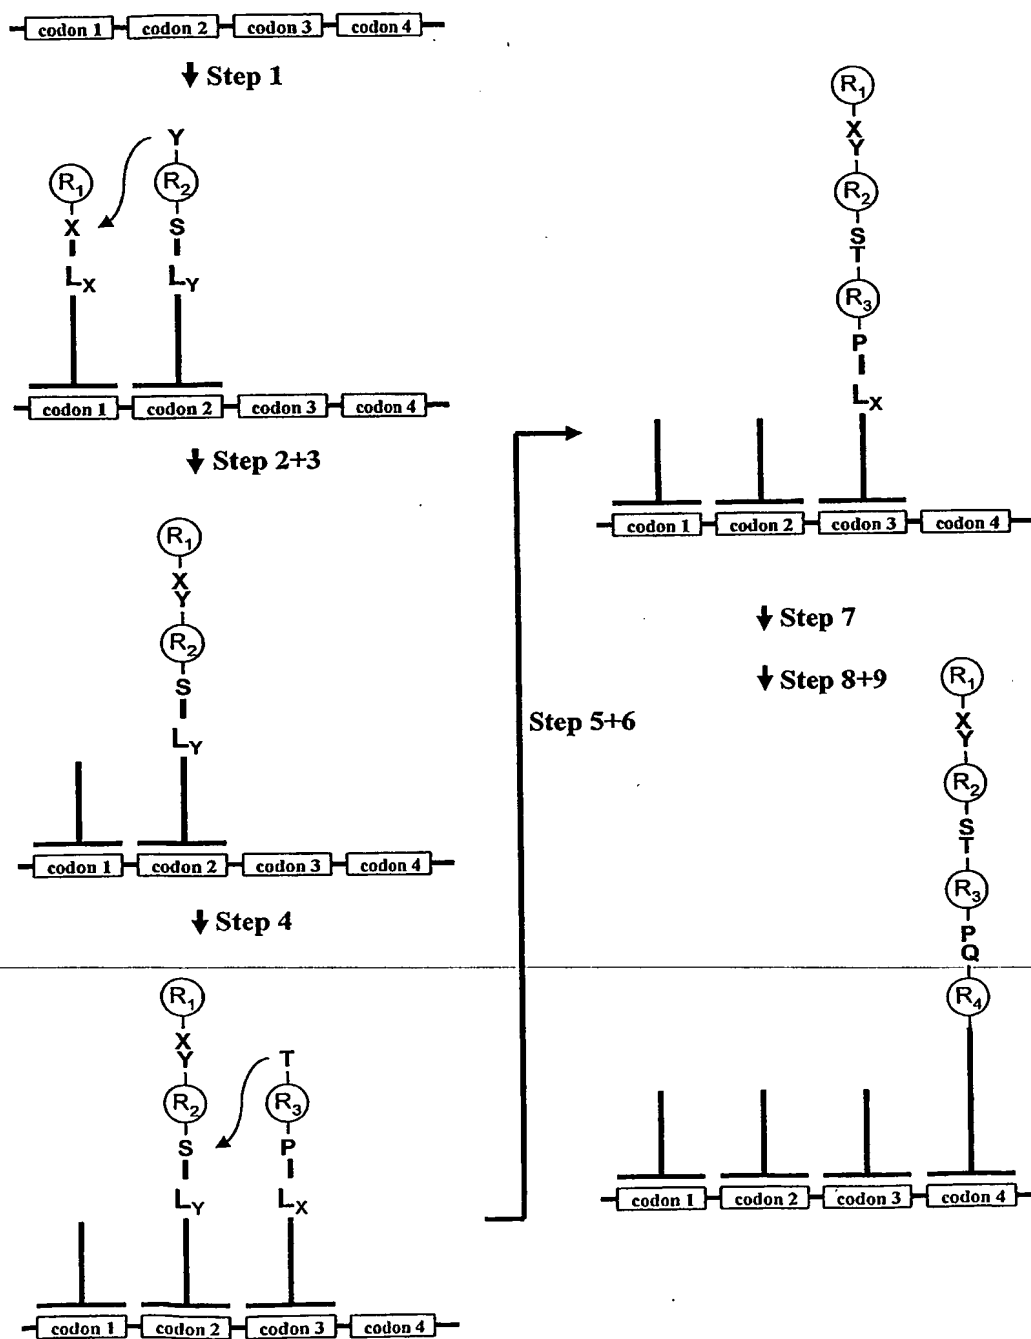 codon 1 codon 2 codon 3 codon 4
Step 1
Y
R1 R2
X S
LX LY
codon 1 codon 2 codon 3 codon 4
Step 2+3
R1
X
Y
R2
S
LY
codon 1 codon 2 codon 3 codon 4
Step 4
R1
X
Y T
R2 R3
S P
LY LX
codon 1 codon 2 codon 3 codon 4
Step 5+6
R1
X
Y
R2
S
T
R3
P
LX
codon 1 codon 2 codon 3 codon 4
Step 7
Step 8+9
R1
X
Y
R2
S
T
R3
P
Q
R4
codon 1 codon 2 codon 3 codon 4